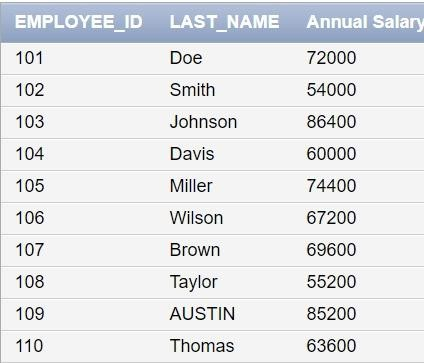 EMPLOYEE_ID LAST_NAME Annual Salary
101 Doe 72000
102 Smith 54000
103 Johnson 86400
104 Davis 60000
105 Miller 74400
106 Wilson 67200
107 Brown 69600
108 Taylor 55200
109 AUSTIN 85200
110 Thomas 63600